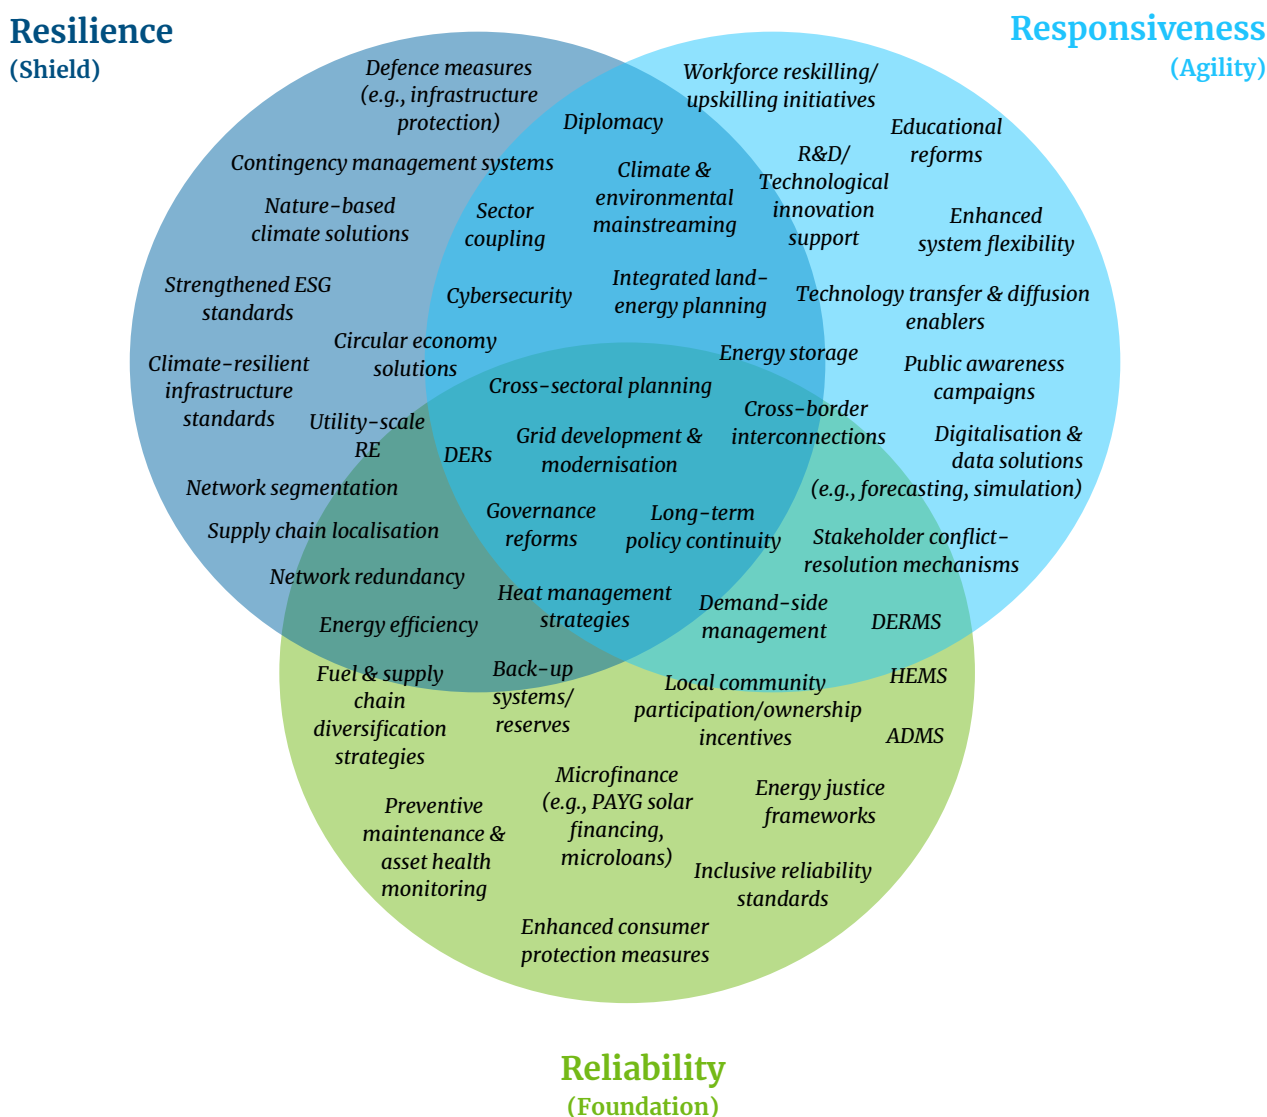 Resilience
(Shield)
Responsiveness
(Agility)
Defence measures
(e.g., infrastructure
protection)
Contingency management systems
Nature-based
climate solutions
Strengthened ESG
standards
Circular economy
solutions
Climate-resilient
infrastructure
standards
Utility-scale
RE
Network segmentation
Supply chain localisation
Network redundancy
Energy efficiency
Diplomacy
Climate &
environmental
mainstreaming
Sector
coupling
Cybersecurity
Integrated land-
energy planning
Energy storage
Cross-sectoral planning
Cross-border
interconnections
DERs
Grid development &
modernisation
Governance
reforms
Long-term
policy continuity
Heat management
strategies
Workforce reskilling/
upskilling initiatives
Educational
reforms
R&D/
Technological
innovation
support
Enhanced
system flexibility
Technology transfer & diffusion
enablers
Public awareness
campaigns
Digitalisation &
data solutions
(e.g., forecasting, simulation)
Stakeholder conflict-
resolution mechanisms
Demand-side
management
DERMS
HEMS
ADMS
Fuel & supply
chain
diversification
strategies
Back-up
systems/
reserves
Local community
participation/ownership
incentives
Microfinance
(e.g., PAYG solar
financing,
microloans)
Energy justice
frameworks
Preventive
maintenance &
asset health
monitoring
Inclusive reliability
standards
Enhanced consumer
protection measures
Reliability
(Foundation)